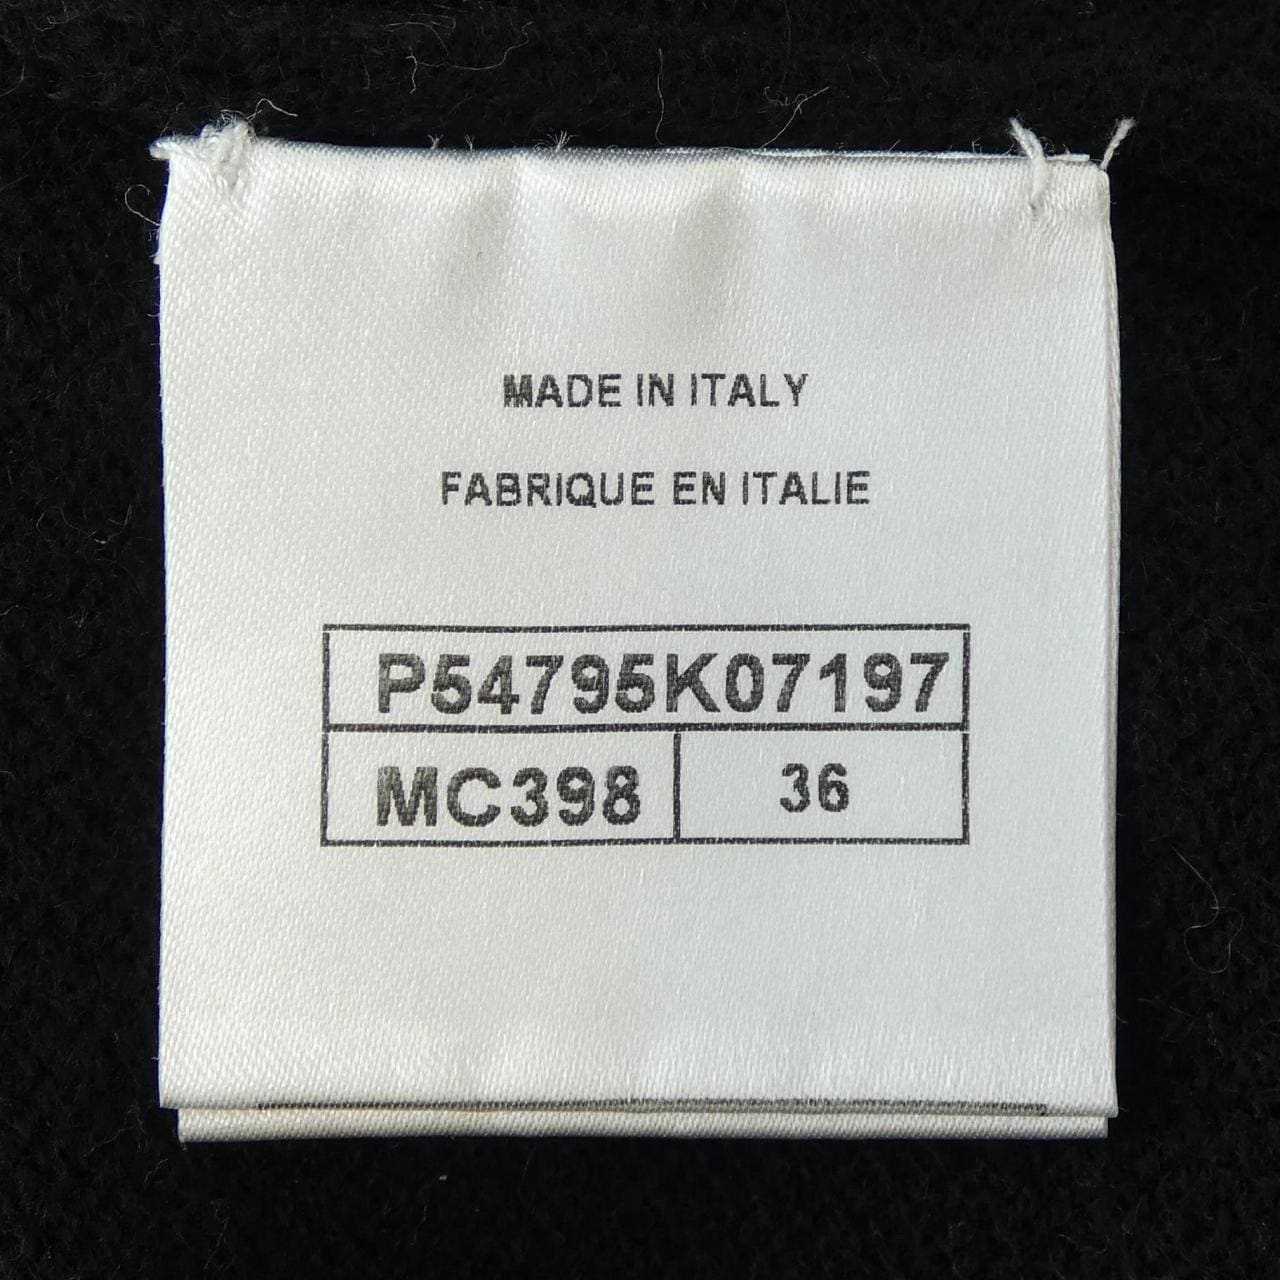 MADE IN ITALY
FABRIQUE EN ITALIE
P54795K07197
MC398 36